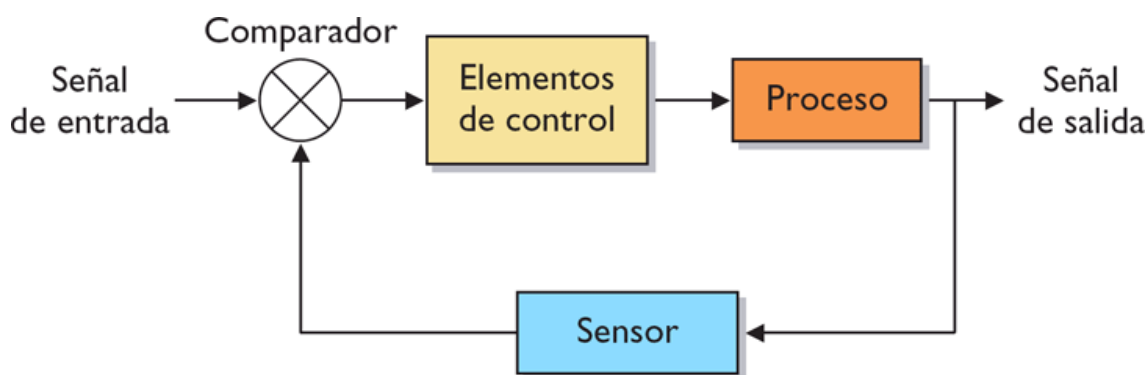 Comparador
Señal
de entrada
Elementos
de control
Proceso
Señal
de salida
Sensor